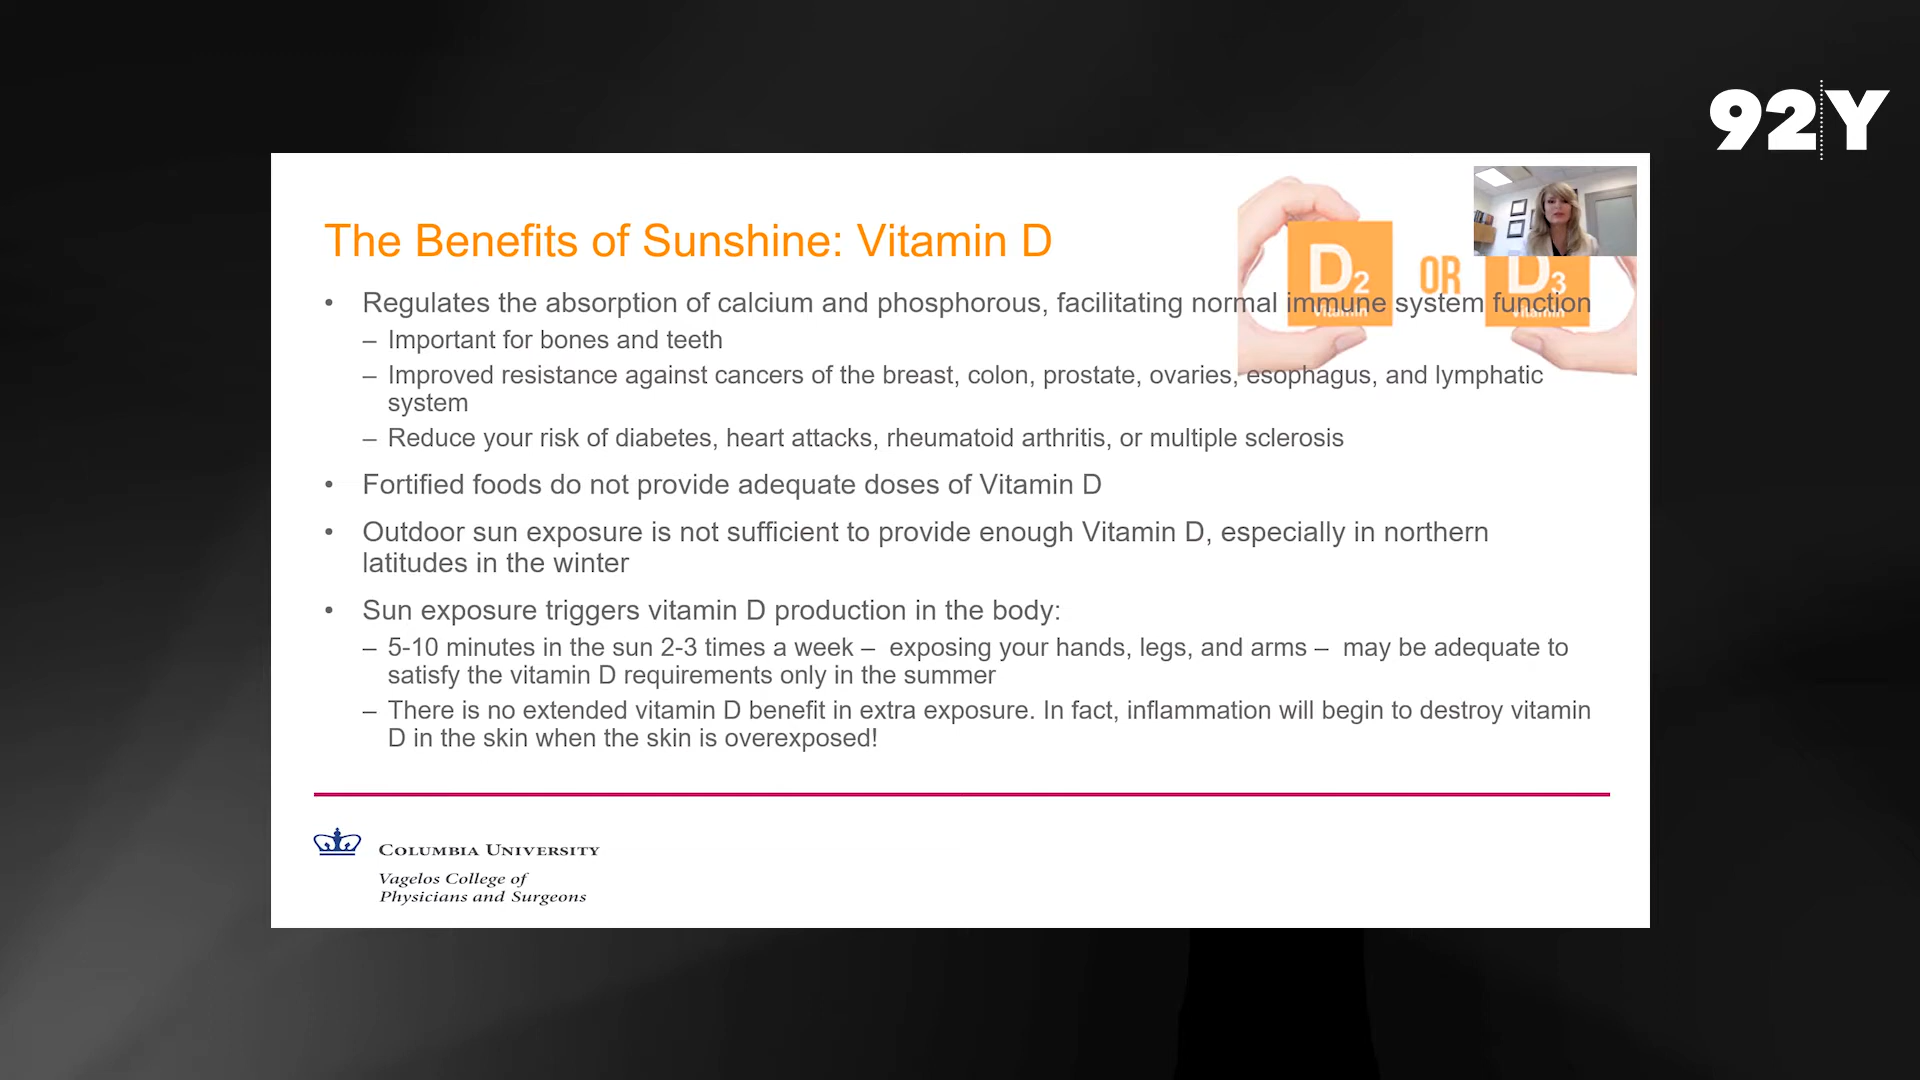 92Y
The Benefits of Sunshine: Vitamin D
D2 OR D3
Vitamin Vitamin
• Regulates the absorption of calcium and phosphorous, facilitating normal immune system function
– Important for bones and teeth
– Improved resistance against cancers of the breast, colon, prostate, ovaries, esophagus, and lymphatic
system
– Reduce your risk of diabetes, heart attacks, rheumatoid arthritis, or multiple sclerosis
• Fortified foods do not provide adequate doses of Vitamin D
• Outdoor sun exposure is not sufficient to provide enough Vitamin D, especially in northern
latitudes in the winter
• Sun exposure triggers vitamin D production in the body:
– 5-10 minutes in the sun 2-3 times a week – exposing your hands, legs, and arms – may be adequate to
satisfy the vitamin D requirements only in the summer
– There is no extended vitamin D benefit in extra exposure. In fact, inflammation will begin to destroy vitamin
D in the skin when the skin is overexposed!
Columbia University
Vagelos College of
Physicians and Surgeons